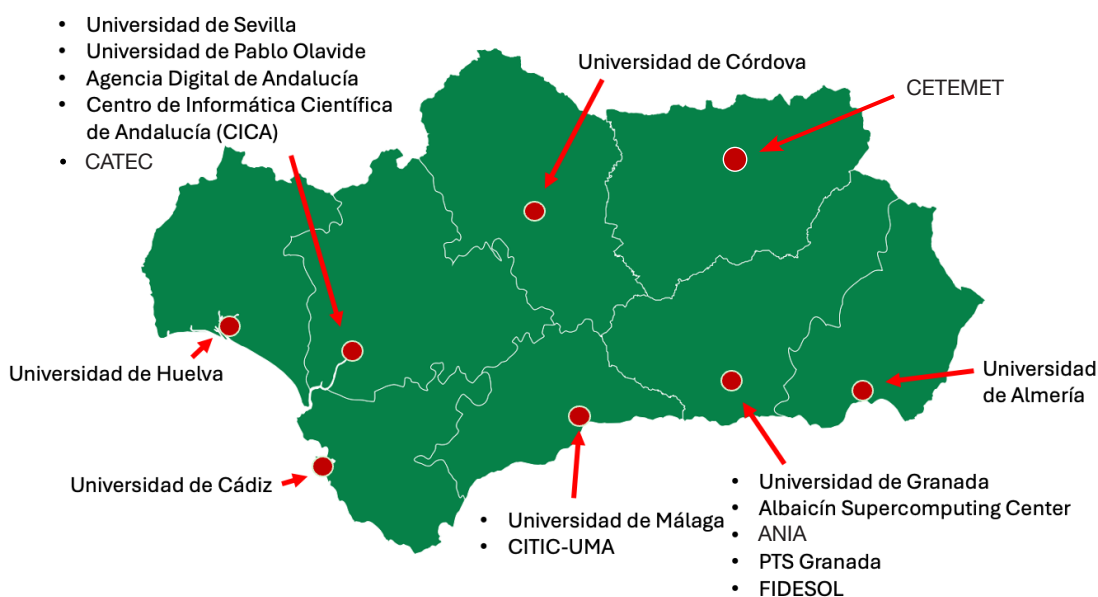 • Universidad de Sevilla
• Universidad de Pablo Olavide
• Agencia Digital de Andalucía
• Centro de Informática Científica
de Andalucía (CICA)
• CATEC
Universidad de Córdova
CETEMET
Universidad de Huelva
Universidad
de Almería
Universidad de Cádiz
• Universidad de Málaga
• CITIC-UMA
• Universidad de Granada
• Albaicín Supercomputing Center
• ANIA
• PTS Granada
• FIDESOL